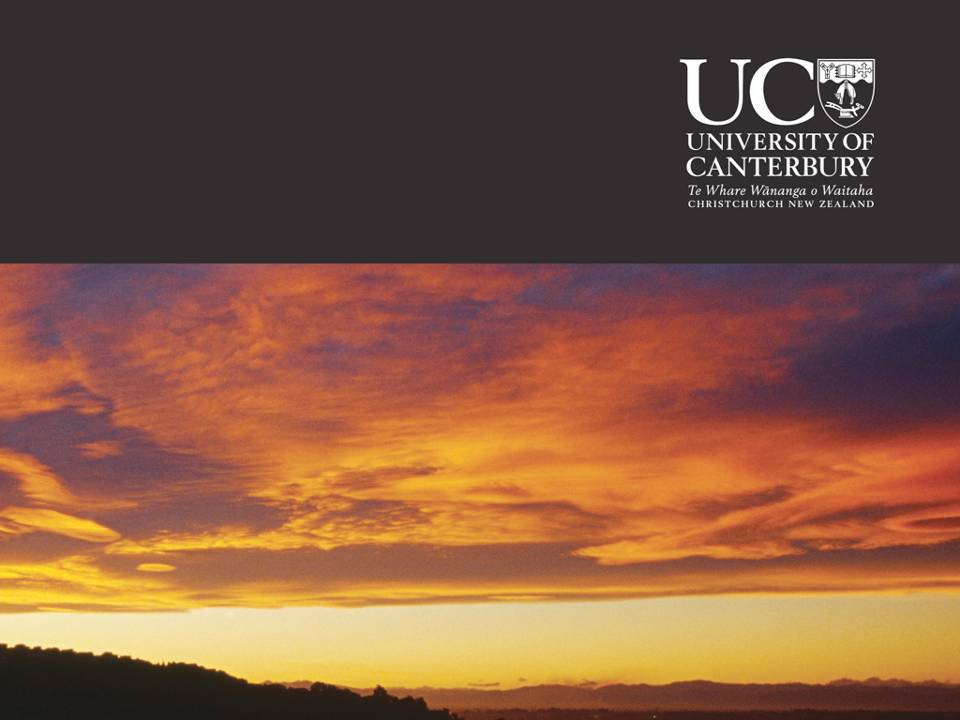 UC
UNIVERSITY OF
CANTERBURY
Te Whare Wānanga o Waitaha
CHRISTCHURCH NEW ZEALAND